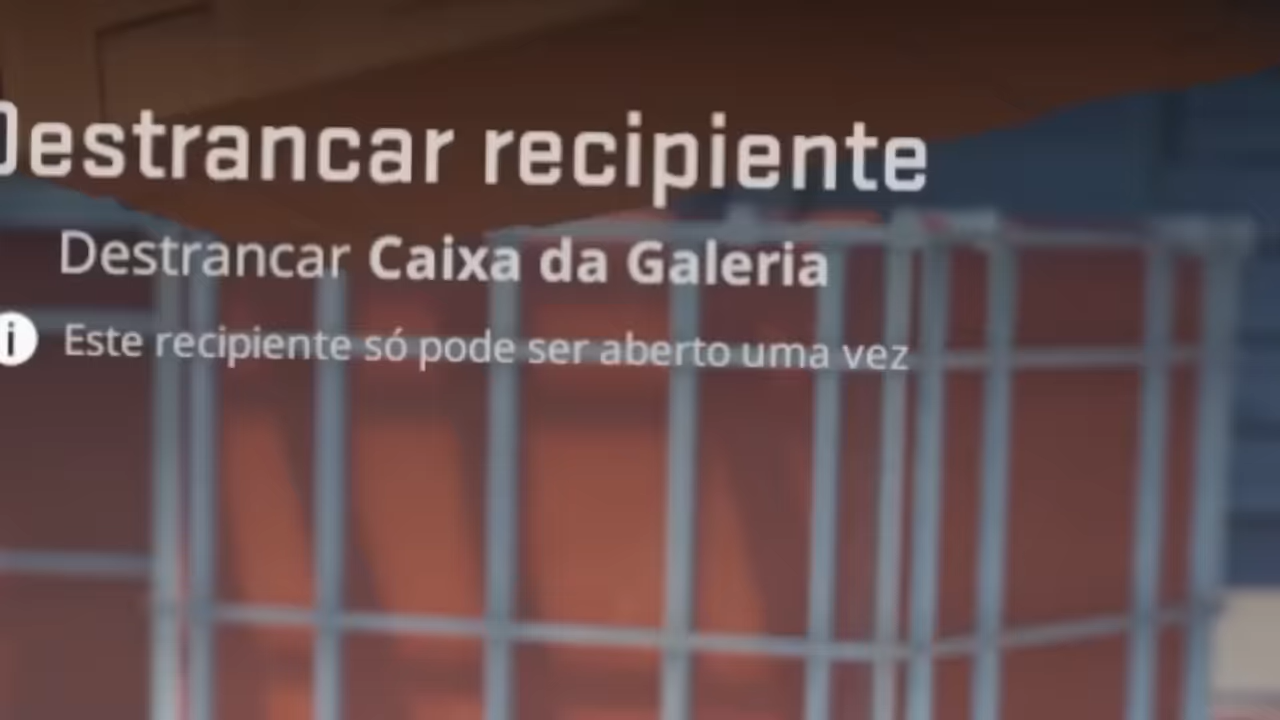 Destrancar recipiente
Destrancar Caixa da Galeria
i Este recipiente só pode ser aberto uma vez